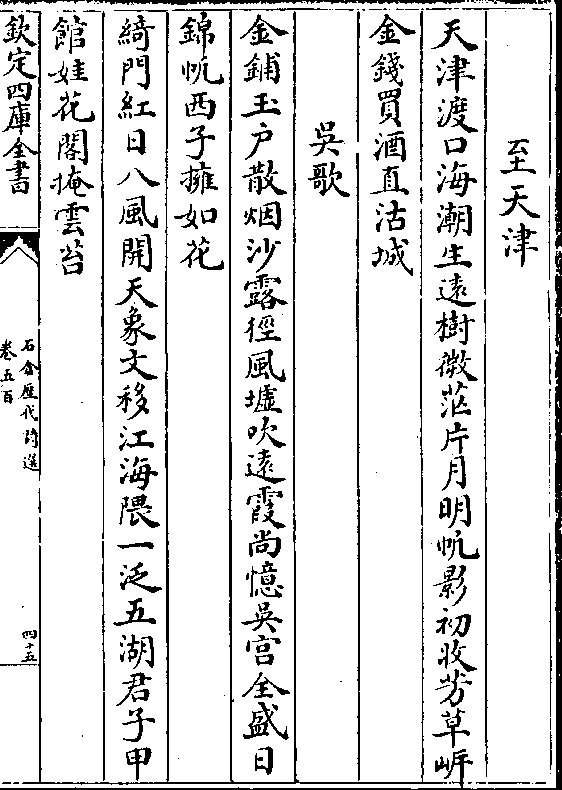 至天津
天津渡口海潮生遠樹微茫片月明帆影初收芳草岍
金錢買酒直沽城
吳歌
金鋪玉户散烟沙露徑風墟吹遠霞尚憶吳宫全盛日
錦帆西子擁如花
綺門紅日八風開天象文移江海隈一泛五湖君子甲
館娃花閣掩雲苔
欽定四庫全書
石倉歴代詩選
卷五百
四十五